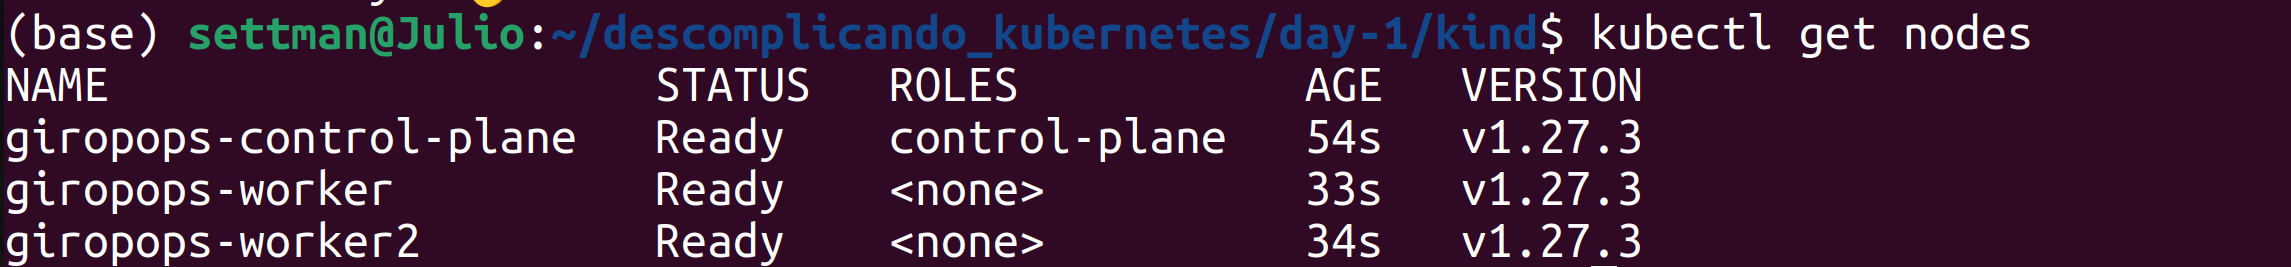 (base) settman@Julio:~/descomplicando_kubernetes/day-1/kind$ kubectl get nodes
NAME                     STATUS   ROLES           AGE   VERSION
giropops-control-plane   Ready    control-plane   54s   v1.27.3
giropops-worker          Ready    <none>          33s   v1.27.3
giropops-worker2         Ready    <none>          34s   v1.27.3